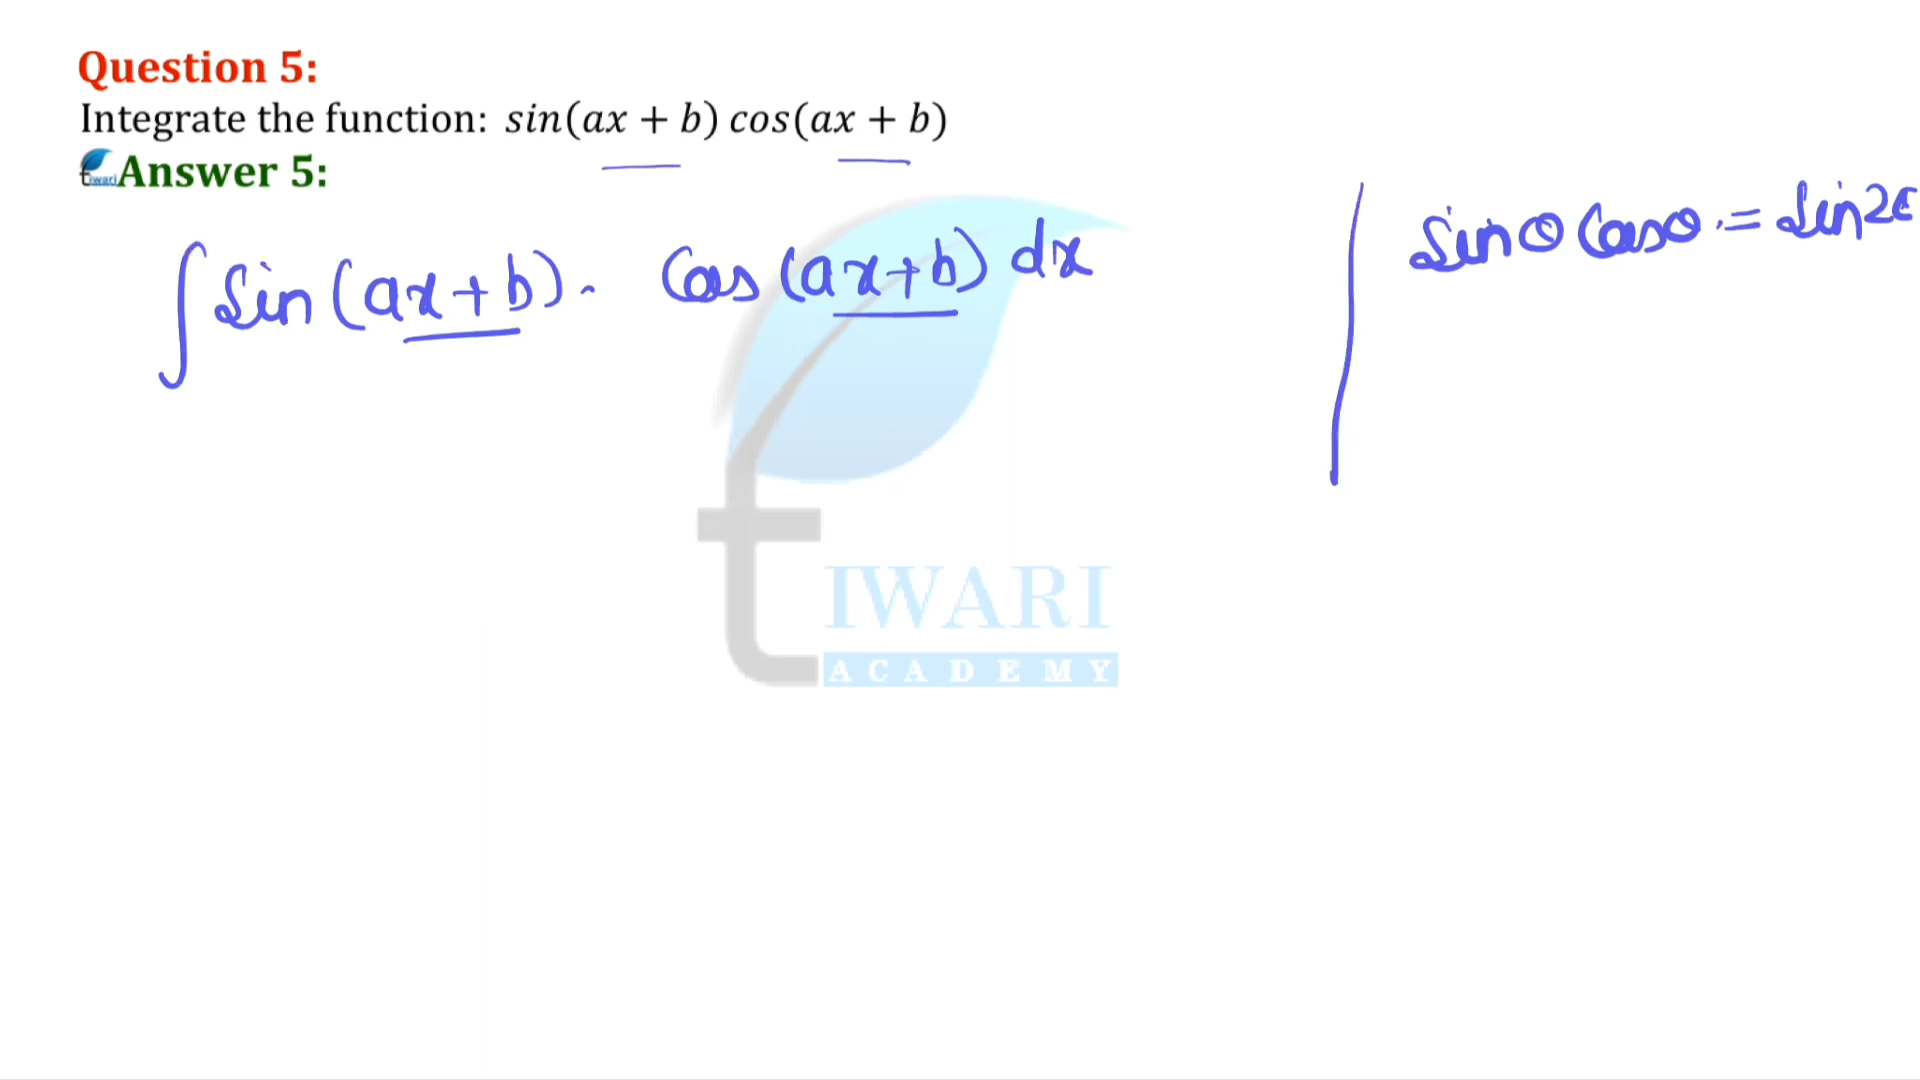 Question 5:
Integrate the function: sin(ax + b) cos(ax + b)
tiwari Answer 5:
∫ Sin (ax+b). Cos (ax+b) dx
Sinθ Cosθ = Sin2
t IWARI
ACADEMY